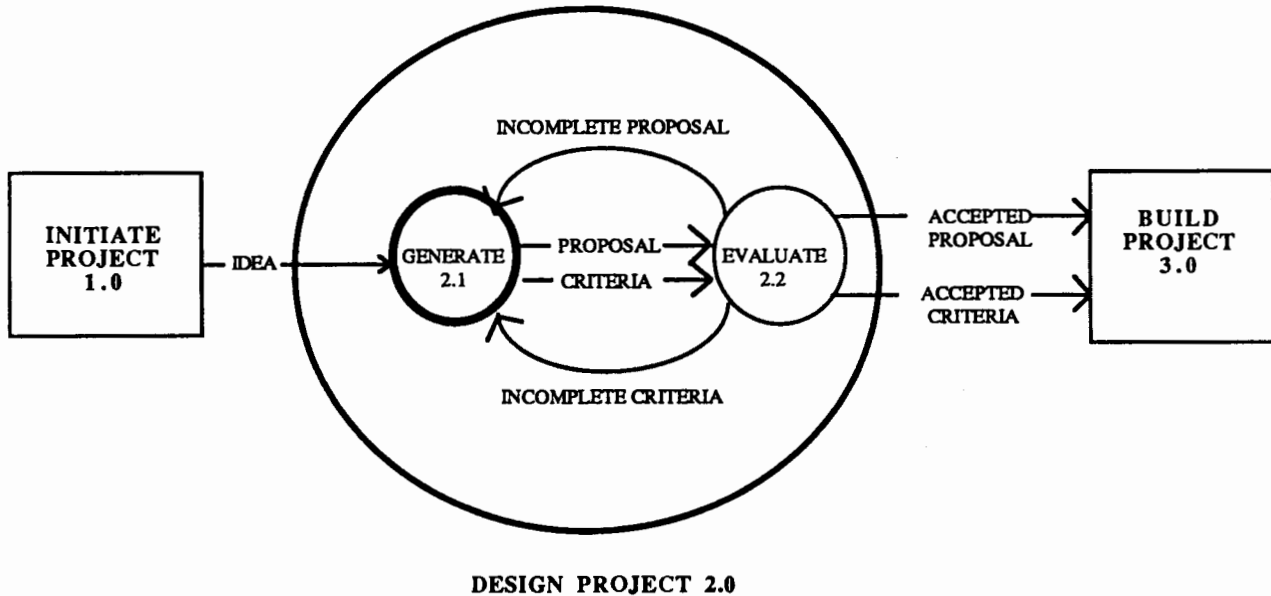 INCOMPLETE PROPOSAL
INITIATE
PROJECT
1.0
IDEA
GENERATE
2.1
PROPOSAL
CRITERIA
EVALUATE
2.2
ACCEPTED
PROPOSAL
ACCEPTED
CRITERIA
BUILD
PROJECT
3.0
INCOMPLETE CRITERIA
DESIGN PROJECT 2.0